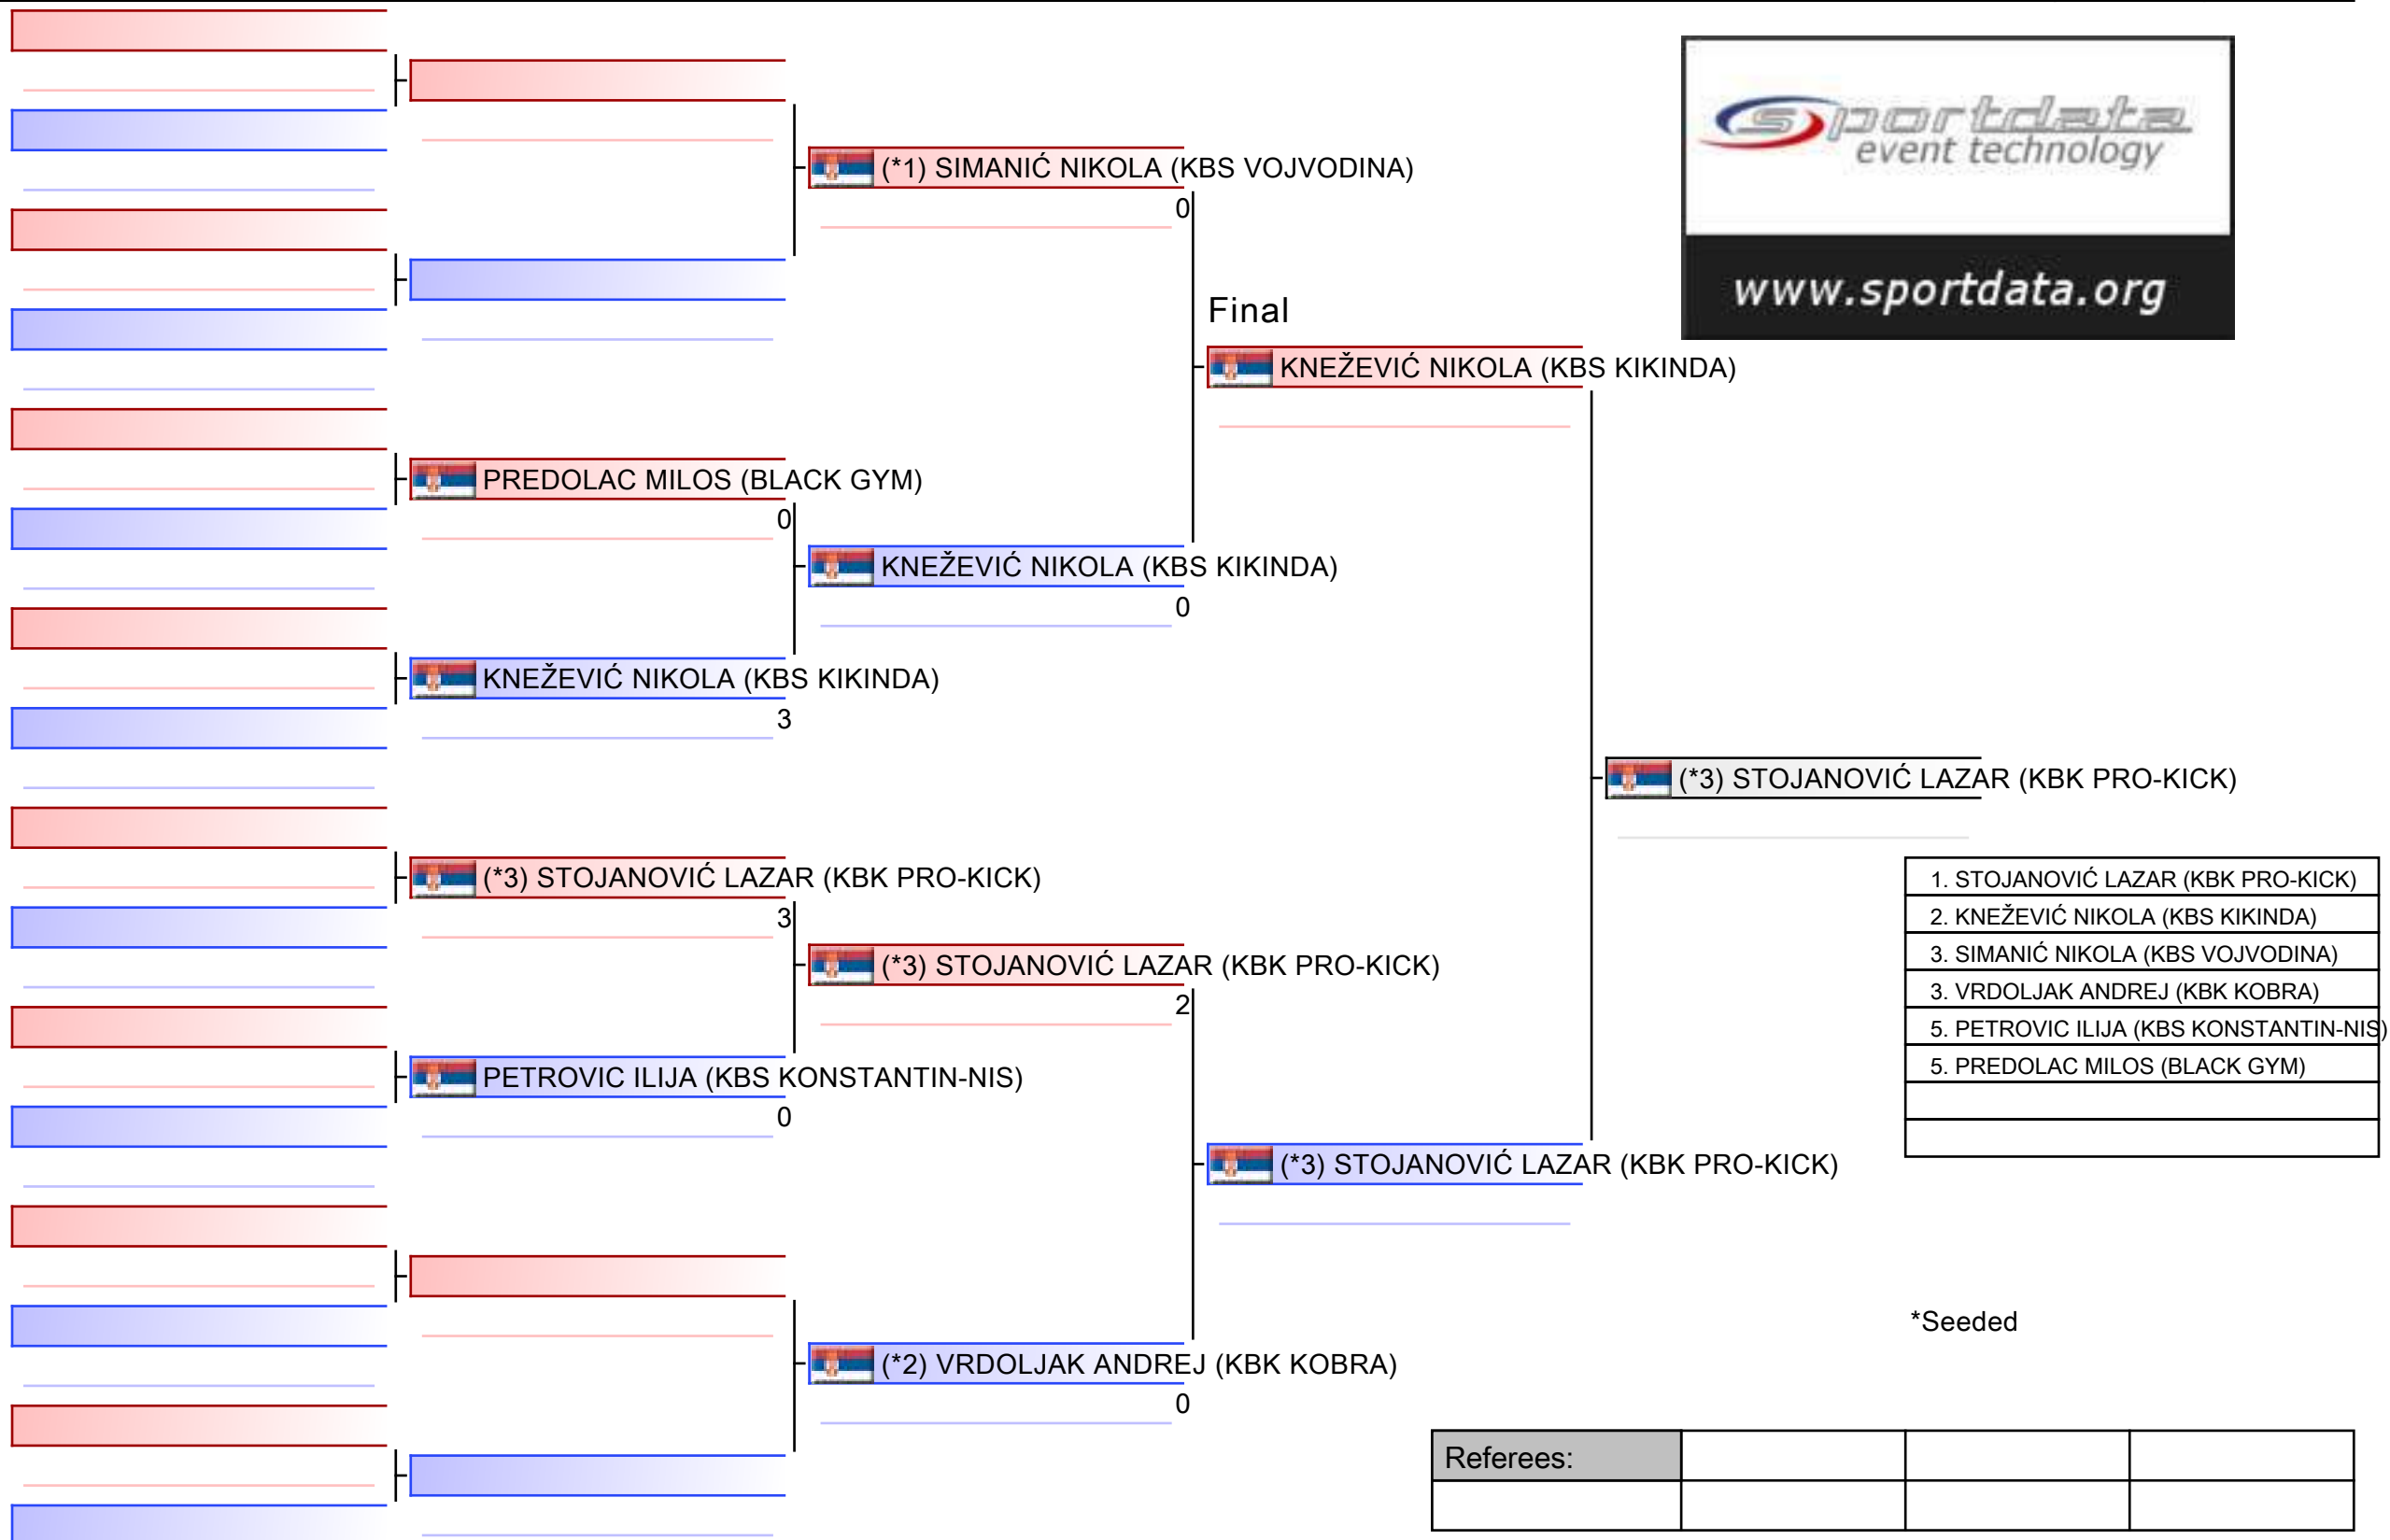 sportdata
event technology
www.sportdata.org
(*1) SIMANIĆ NIKOLA (KBS VOJVODINA)
0
Final
KNEŽEVIĆ NIKOLA (KBS KIKINDA)
PREDOLAC MILOS (BLACK GYM)
0
KNEŽEVIĆ NIKOLA (KBS KIKINDA)
0
KNEŽEVIĆ NIKOLA (KBS KIKINDA)
3
(*3) STOJANOVIĆ LAZAR (KBK PRO-KICK)
(*3) STOJANOVIĆ LAZAR (KBK PRO-KICK)
3
(*3) STOJANOVIĆ LAZAR (KBK PRO-KICK)
2
PETROVIC ILIJA (KBS KONSTANTIN-NIS)
0
(*3) STOJANOVIĆ LAZAR (KBK PRO-KICK)
(*2) VRDOLJAK ANDREJ (KBK KOBRA)
0
1. STOJANOVIĆ LAZAR (KBK PRO-KICK)
2. KNEŽEVIĆ NIKOLA (KBS KIKINDA)
3. SIMANIĆ NIKOLA (KBS VOJVODINA)
3. VRDOLJAK ANDREJ (KBK KOBRA)
5. PETROVIC ILIJA (KBS KONSTANTIN-NIS)
5. PREDOLAC MILOS (BLACK GYM)
*Seeded
Referees: